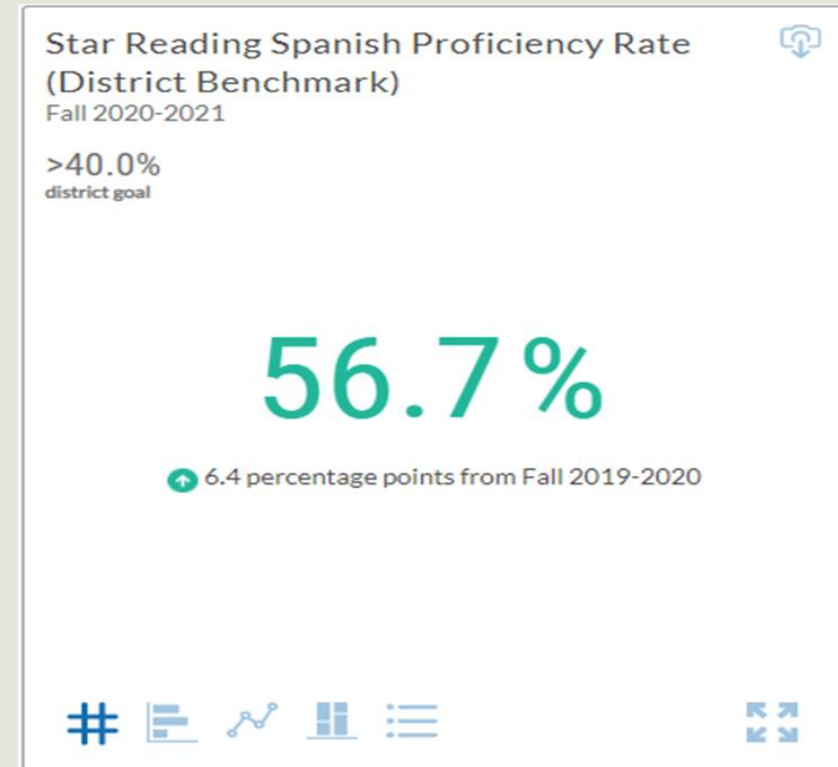 Star Reading Spanish Proficiency Rate
(District Benchmark)
Fall 2020-2021
>40.0%
district goal
56.7%
6.4 percentage points from Fall 2019-2020